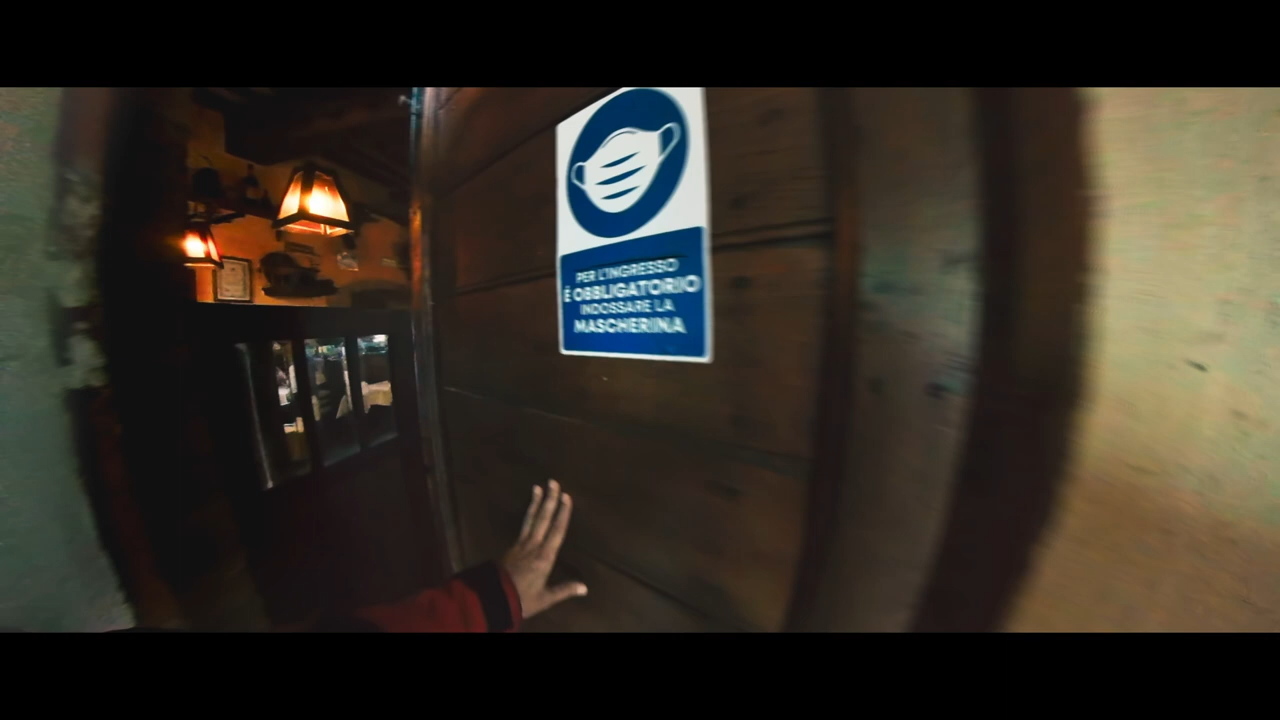 PER L'INGRESSO
È OBBLIGATORIO
INDOSSARE LA
MASCHERINA